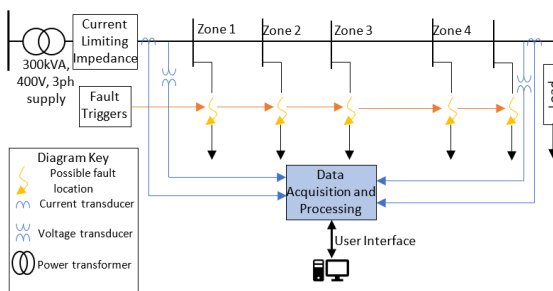 Current
Limiting
Impedance
Zone 1
Zone 2
Zone 3
Zone 4
300kVA,
400V, 3ph
supply
Fault
Triggers
Load
Diagram Key
Possible fault
location
Current transducer
Voltage transducer
Power transformer
Data
Acquisition and
Processing
User Interface